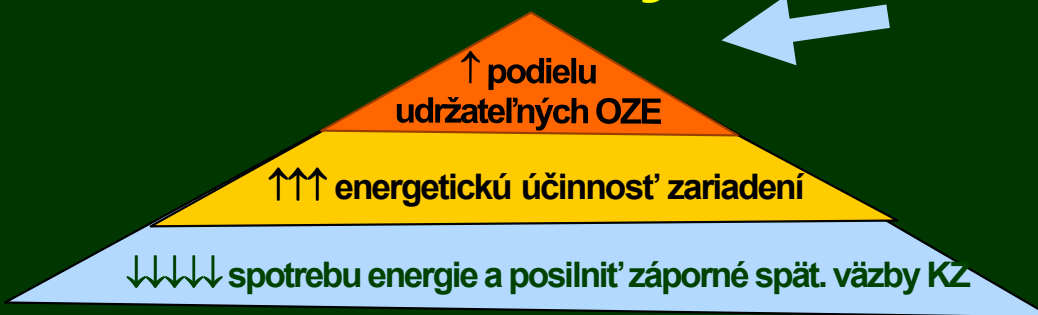 ↑ podielu
udržateľných OZE
↑↑↑ energetickú účinnosť zariadení
↓↓↓↓↓ spotrebu energie a posilniť záporné spät. väzby KZ